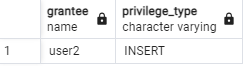 grantee privilege_type
name character varying
1 user2 INSERT